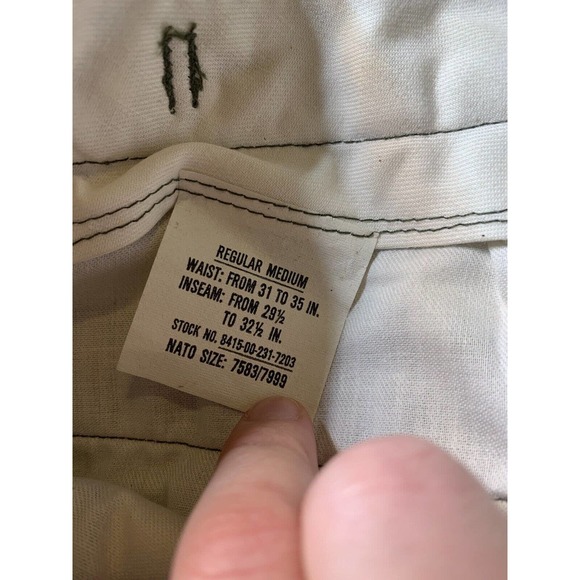 REGULAR MEDIUM
WAIST: FROM 31 TO 35 IN.
INSEAM: FROM 29½
TO 32½ IN.
STOCK NO. 8415-00-231-7203
NATO SIZE: 7583/7999